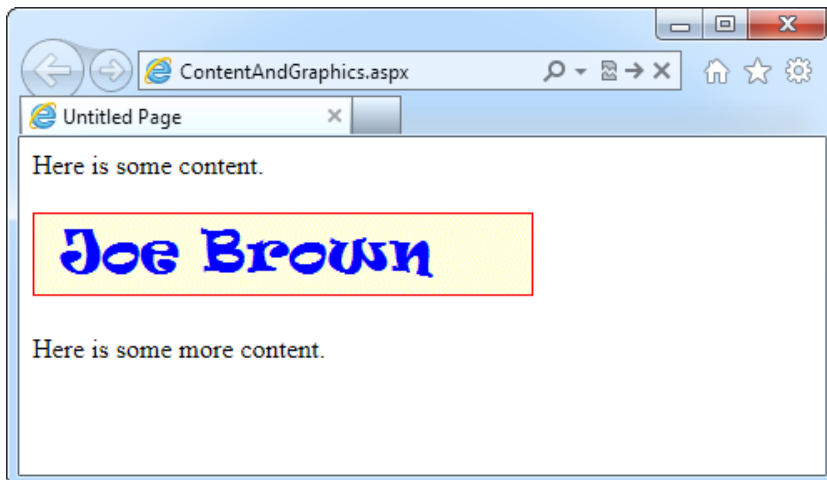 ContentAndGraphics.aspx
Untitled Page
Here is some content.
Joe Brown
Here is some more content.